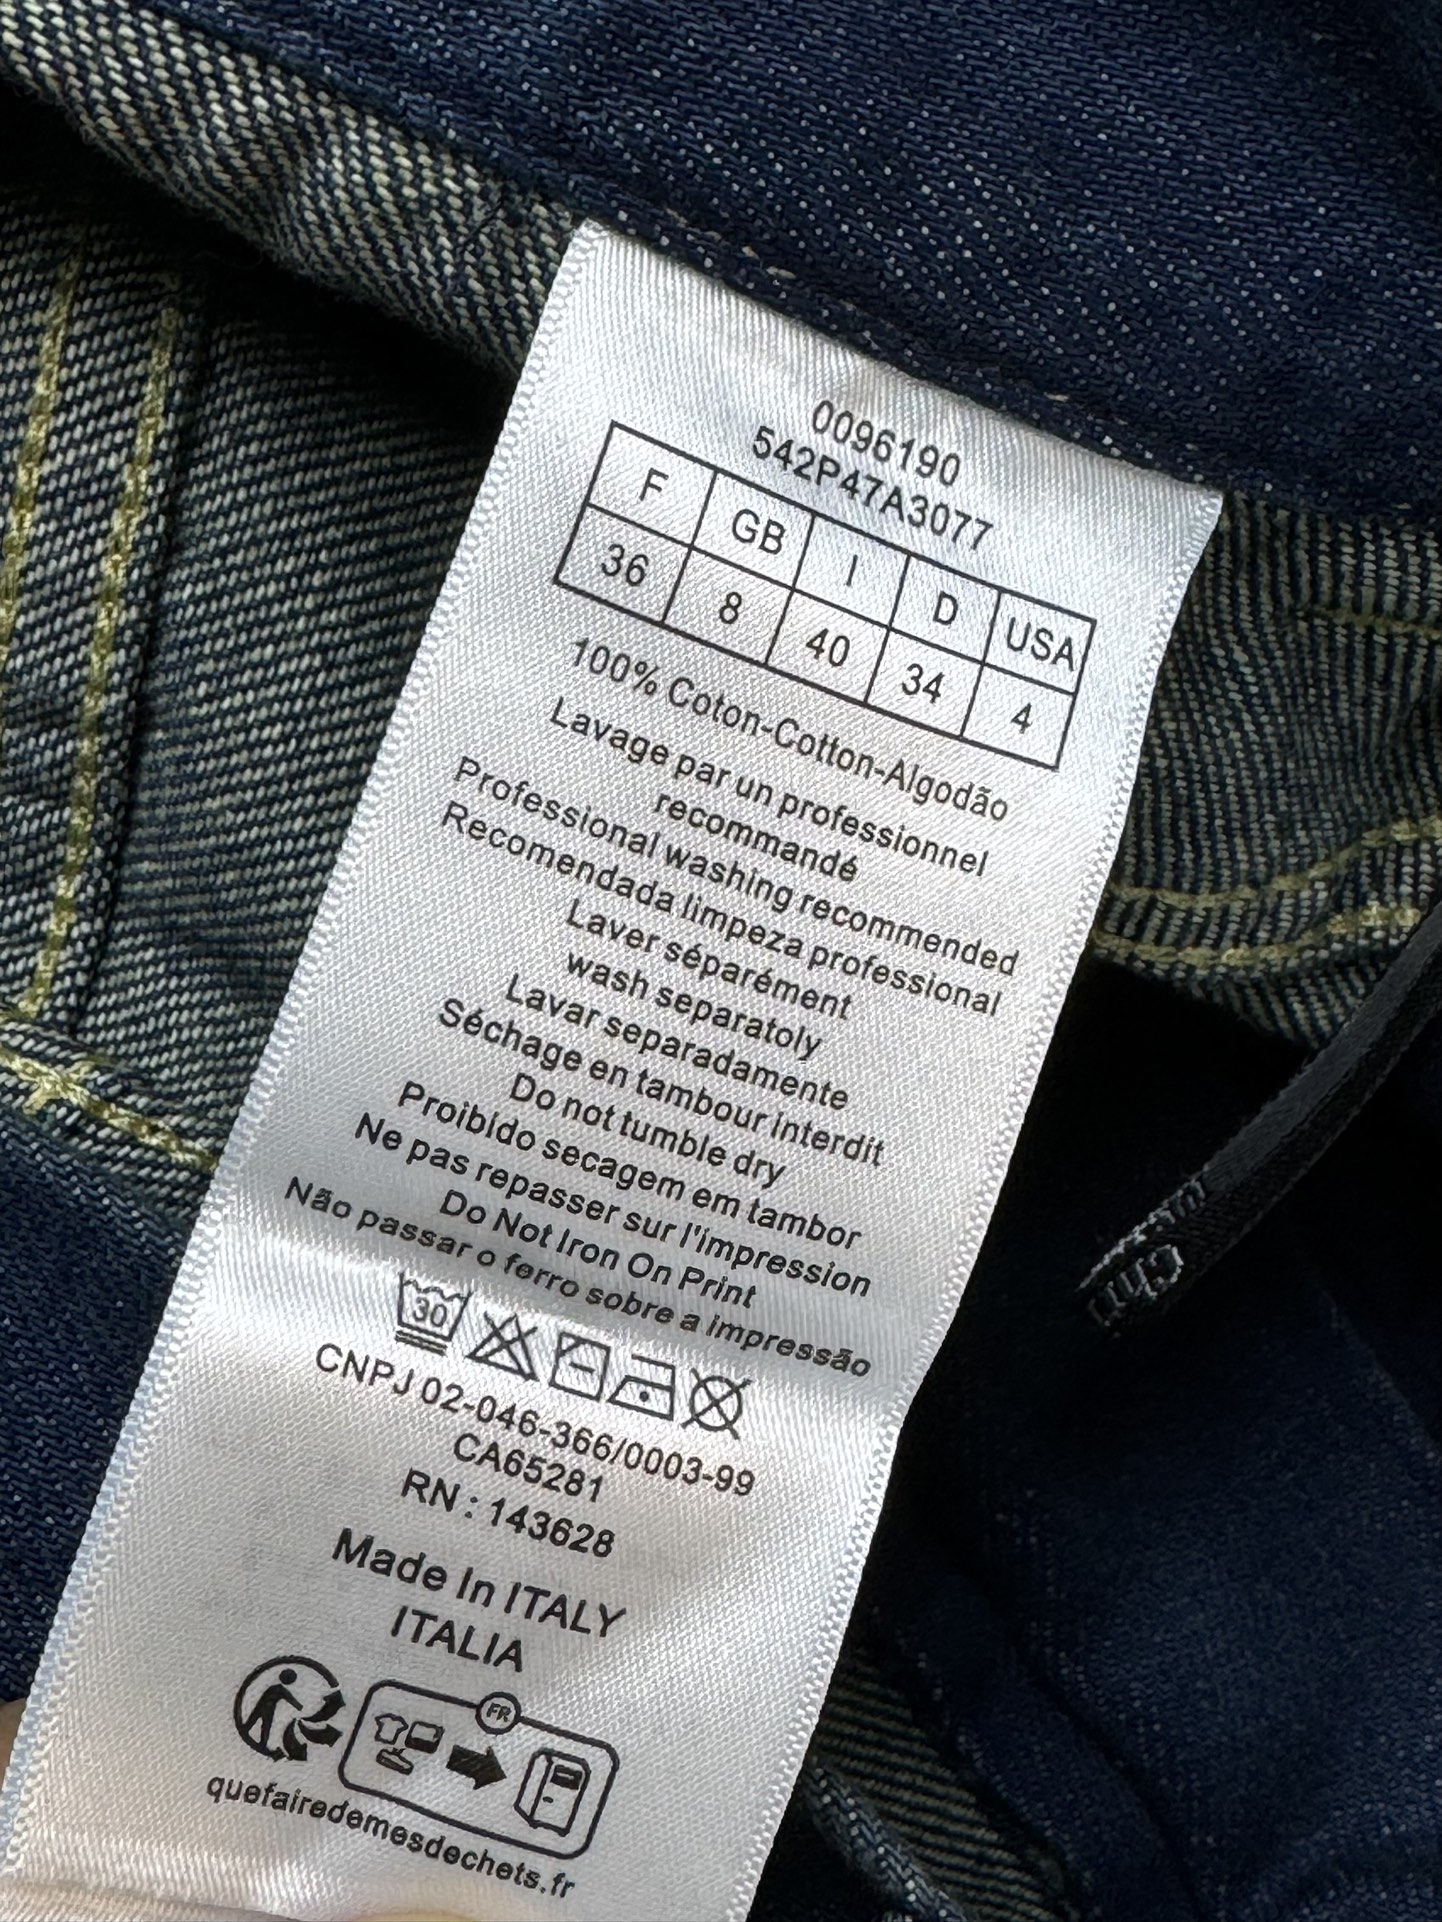 0096190
542P47A3077
F GB I D USA
36 8 40 34 4
100% Coton-Cotton-Algodão
Lavage par un professionnel
recommandé
Professional washing recommended
Recomendada limpeza professional
Laver séparément
wash separatoly
Lavar separadamente
Séchage en tambour interdit
Do not tumble dry
Proibido secagem em tambor
Ne pas repasser sur l'impression
Do Not Iron On Print
Não passar o ferro sobre a impressão
30
CNPJ 02-046-366/0003-99
CA65281
RN : 143628
Made In ITALY
ITALIA
FR
quefairedemesdechets.fr